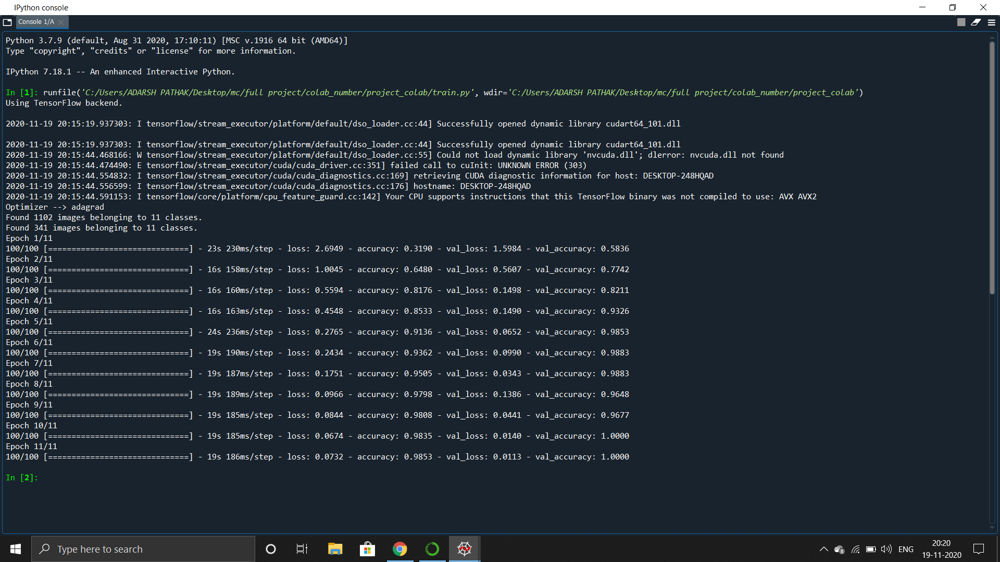 IPython console
Console 1/A
Python 3.7.9 (default, Aug 31 2020, 17:10:11) [MSC v.1916 64 bit (AMD64)]
Type "copyright", "credits" or "license" for more information.
IPython 7.18.1 -- An enhanced Interactive Python.
In [1]: runfile('C:/Users/ADARSH PATHAK/Desktop/mc/full project/colab_number/project_colab/train.py', wdir='C:/Users/ADARSH PATHAK/Desktop/mc/full project/colab_number/project_colab')
Using TensorFlow backend.
2020-11-19 20:15:19.937303: I tensorflow/stream_executor/platform/default/dso_loader.cc:44] Successfully opened dynamic library cudart64_101.dll
2020-11-19 20:15:19.937303: I tensorflow/stream_executor/platform/default/dso_loader.cc:44] Successfully opened dynamic library cudart64_101.dll
2020-11-19 20:15:44.468166: W tensorflow/stream_executor/platform/default/dso_loader.cc:55] Could not load dynamic library 'nvcuda.dll'; dlerror: nvcuda.dll not found
2020-11-19 20:15:44.474490: E tensorflow/stream_executor/cuda/cuda_driver.cc:351] failed call to cuInit: UNKNOWN ERROR (303)
2020-11-19 20:15:44.554832: I tensorflow/stream_executor/cuda/cuda_diagnostics.cc:169] retrieving CUDA diagnostic information for host: DESKTOP-248HQAD
2020-11-19 20:15:44.556599: I tensorflow/stream_executor/cuda/cuda_diagnostics.cc:176] hostname: DESKTOP-248HQAD
2020-11-19 20:15:44.591153: I tensorflow/core/platform/cpu_feature_guard.cc:142] Your CPU supports instructions that this TensorFlow binary was not compiled to use: AVX AVX2
Optimizer --> adagrad
Found 1102 images belonging to 11 classes.
Found 341 images belonging to 11 classes.
Epoch 1/11
100/100 [==============================] - 23s 230ms/step - loss: 2.6949 - accuracy: 0.3190 - val_loss: 1.5984 - val_accuracy: 0.5836
Epoch 2/11
100/100 [==============================] - 16s 158ms/step - loss: 1.0045 - accuracy: 0.6480 - val_loss: 0.5607 - val_accuracy: 0.7742
Epoch 3/11
100/100 [==============================] - 16s 160ms/step - loss: 0.5594 - accuracy: 0.8176 - val_loss: 0.1498 - val_accuracy: 0.8211
Epoch 4/11
100/100 [==============================] - 16s 163ms/step - loss: 0.4548 - accuracy: 0.8533 - val_loss: 0.1490 - val_accuracy: 0.9326
Epoch 5/11
100/100 [==============================] - 24s 236ms/step - loss: 0.2765 - accuracy: 0.9136 - val_loss: 0.0652 - val_accuracy: 0.9853
Epoch 6/11
100/100 [==============================] - 19s 190ms/step - loss: 0.2434 - accuracy: 0.9362 - val_loss: 0.0990 - val_accuracy: 0.9883
Epoch 7/11
100/100 [==============================] - 19s 187ms/step - loss: 0.1751 - accuracy: 0.9505 - val_loss: 0.0343 - val_accuracy: 0.9883
Epoch 8/11
100/100 [==============================] - 19s 189ms/step - loss: 0.0966 - accuracy: 0.9798 - val_loss: 0.1386 - val_accuracy: 0.9648
Epoch 9/11
100/100 [==============================] - 19s 185ms/step - loss: 0.0844 - accuracy: 0.9808 - val_loss: 0.0441 - val_accuracy: 0.9677
Epoch 10/11
100/100 [==============================] - 19s 185ms/step - loss: 0.0674 - accuracy: 0.9835 - val_loss: 0.0140 - val_accuracy: 1.0000
Epoch 11/11
100/100 [==============================] - 19s 186ms/step - loss: 0.0732 - accuracy: 0.9853 - val_loss: 0.0113 - val_accuracy: 1.0000
In [2]:
Type here to search
ENG
20:20
19-11-2020